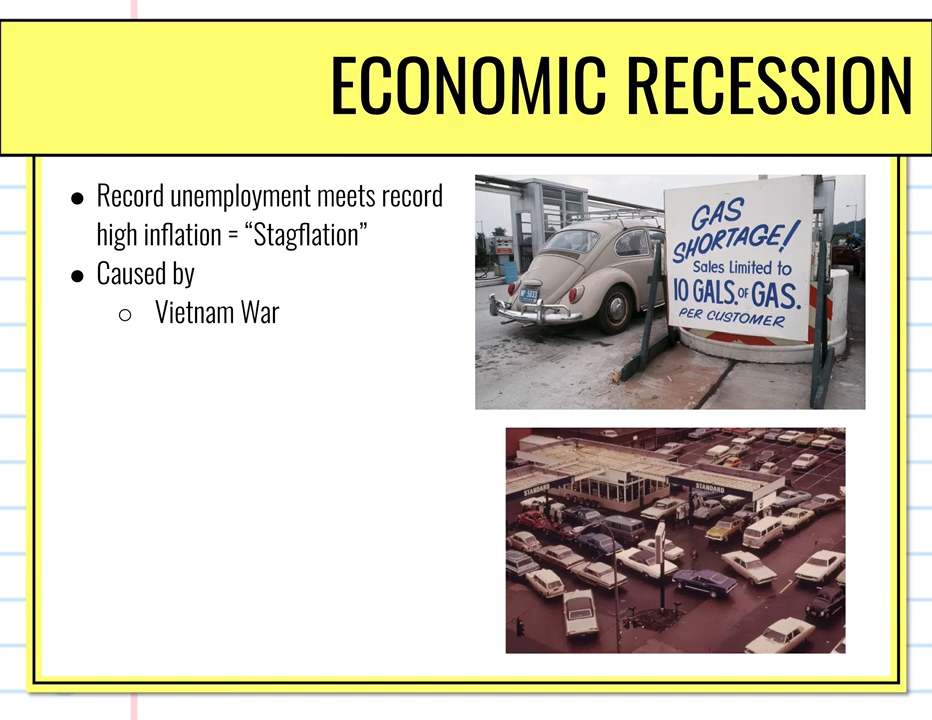 ECONOMIC RECESSION
● Record unemployment meets record
high inflation = “Stagflation”
● Caused by
○ Vietnam War
GAS
SHORTAGE!
Sales Limited to
10 GALS. OF GAS.
PER CUSTOMER
STANDARD
STANDARD